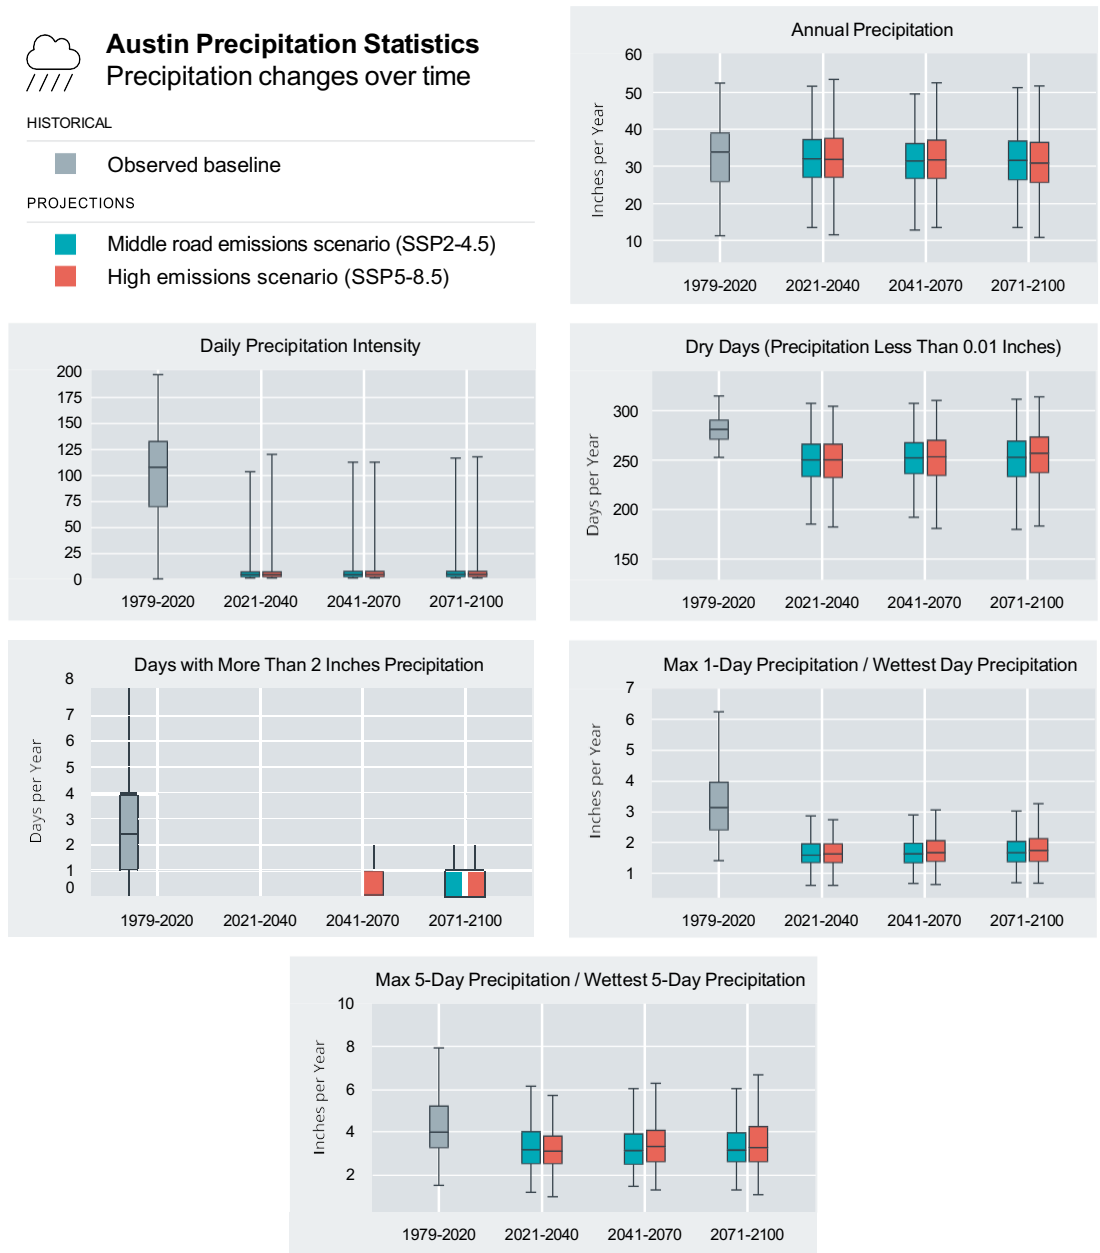 Austin Precipitation Statistics
Precipitation changes over time
HISTORICAL
Observed baseline
PROJECTIONS
Middle road emissions scenario (SSP2-4.5)
High emissions scenario (SSP5-8.5)
Annual Precipitation
Inches per Year
60
50
40
30
20
10
1979-2020 2021-2040 2041-2070 2071-2100
Daily Precipitation Intensity
200
175
150
125
100
75
50
25
0
1979-2020 2021-2040 2041-2070 2071-2100
Dry Days (Precipitation Less Than 0.01 Inches)
Days per Year
300
250
200
150
1979-2020 2021-2040 2041-2070 2071-2100
Days with More Than 2 Inches Precipitation
Days per Year
8
7
6
5
4
3
2
1
0
1979-2020 2021-2040 2041-2070 2071-2100
Max 1-Day Precipitation / Wettest Day Precipitation
Inches per Year
7
6
5
4
3
2
1
1979-2020 2021-2040 2041-2070 2071-2100
Max 5-Day Precipitation / Wettest 5-Day Precipitation
Inches per Year
10
8
6
4
2
1979-2020 2021-2040 2041-2070 2071-2100